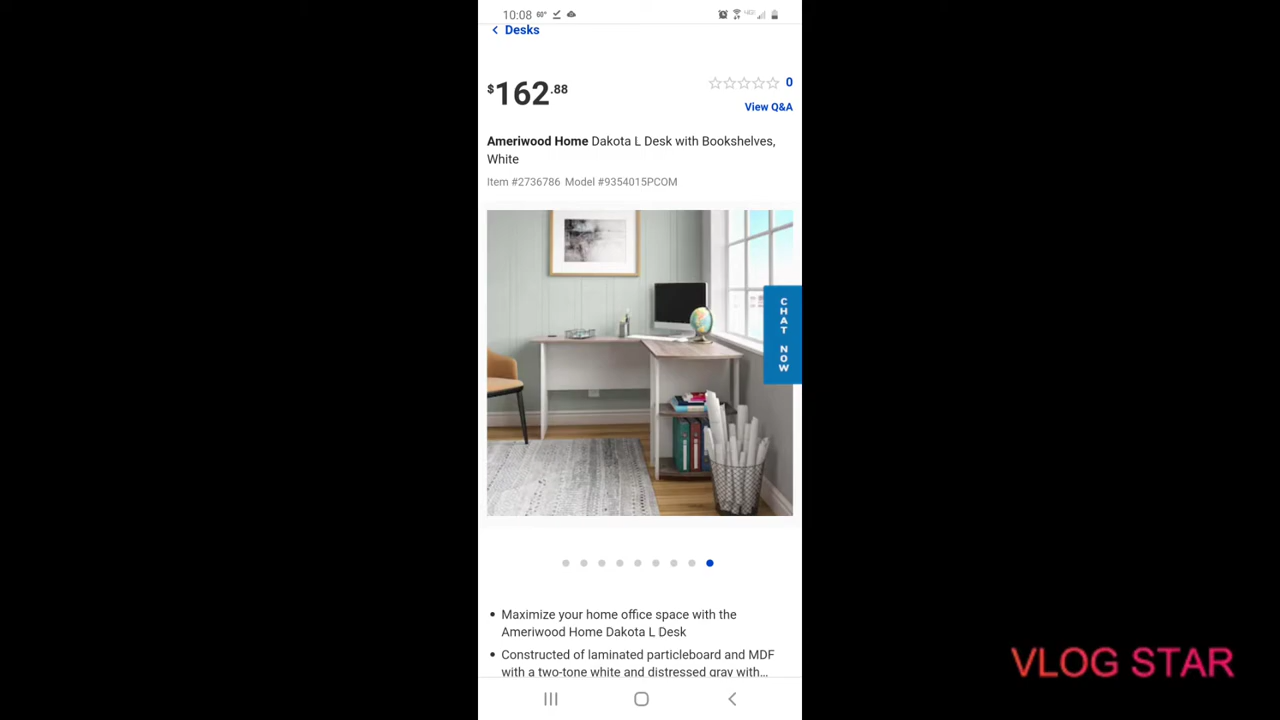 10:08 60°
Desks
$162.88
0
View Q&A
Ameriwood Home Dakota L Desk with Bookshelves,
White
Item #2736786 Model #9354015PCOM
CHAT NOW
• Maximize your home office space with the
Ameriwood Home Dakota L Desk
• Constructed of laminated particleboard and MDF
with a two-tone white and distressed gray with…
VLOG STAR